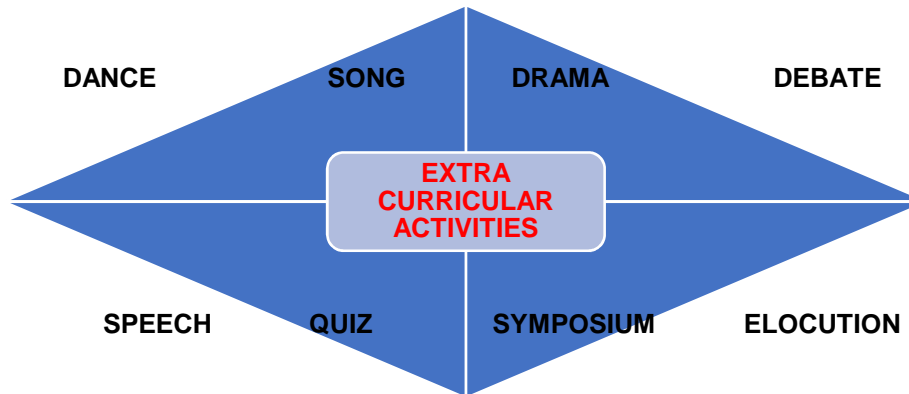 DANCE SONG DRAMA DEBATE
EXTRA
CURRICULAR
ACTIVITIES
SPEECH QUIZ SYMPOSIUM ELOCUTION